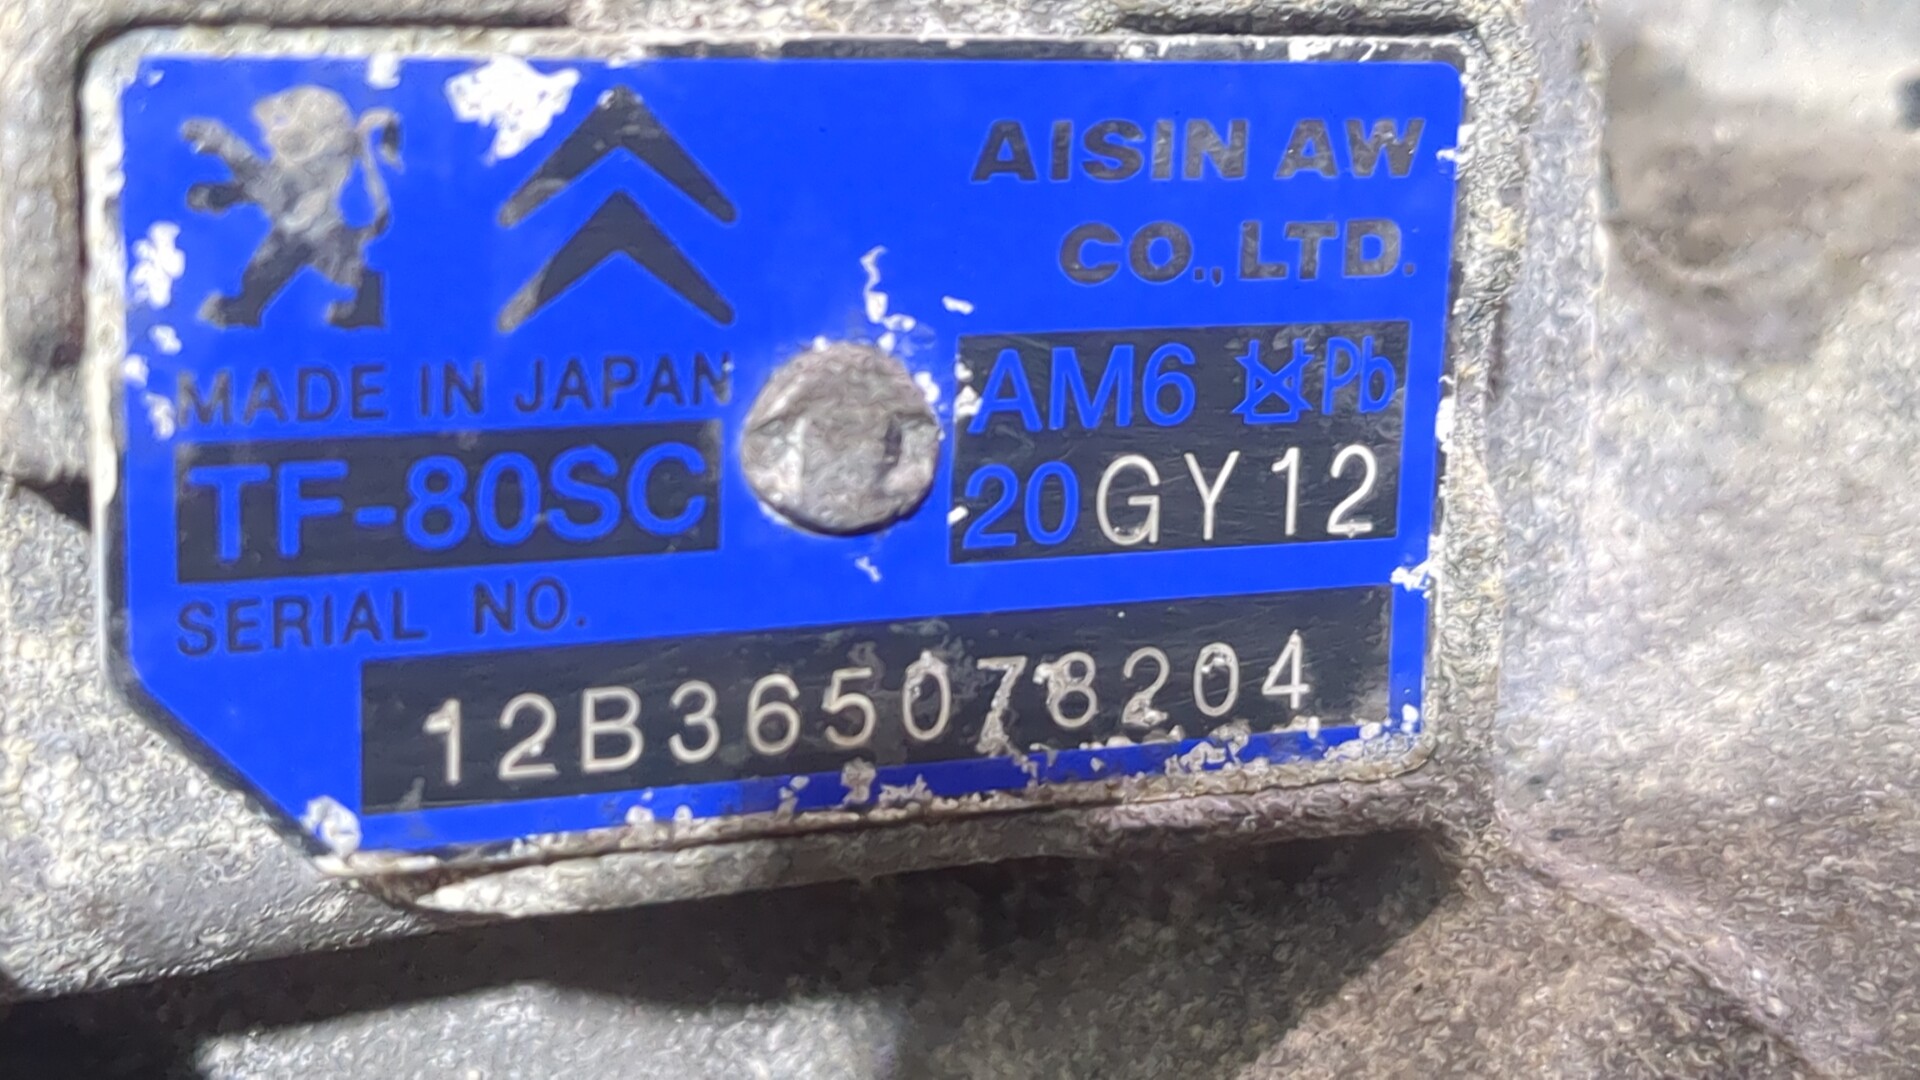 AISIN AW
CO., LTD.
MADE IN JAPAN
AM6 Pb
TF-80SC
20GY12
SERIAL NO.
12B365078204